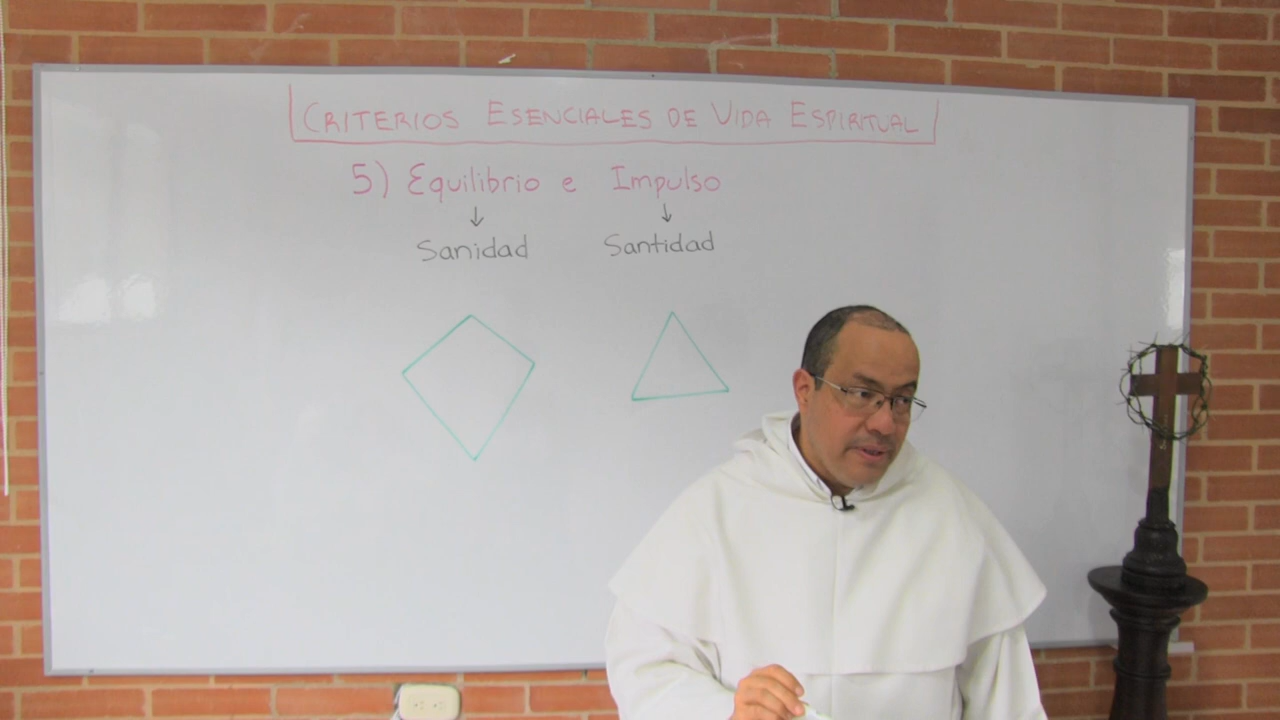 CRITERIOS ESENCIALES DE VIDA ESPIRITUAL
5) Equilibrio e Impulso
↓ ↓
Sanidad Santidad